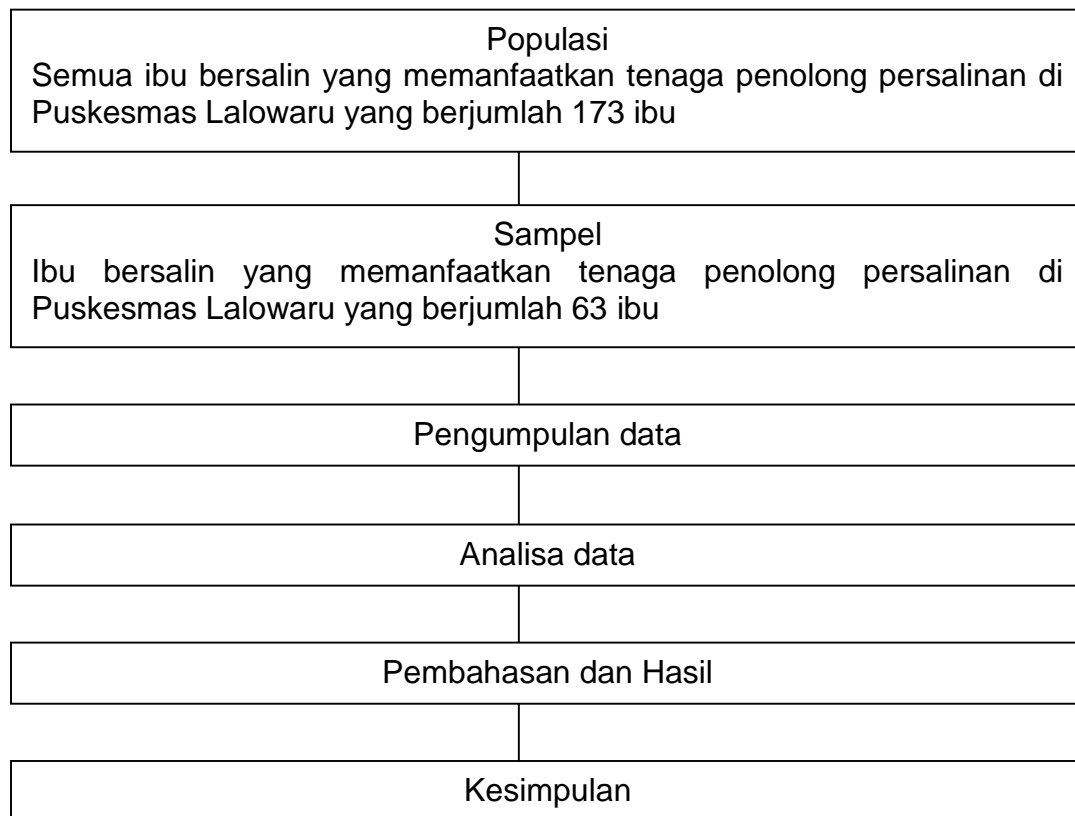 Populasi
Semua ibu bersalin yang memanfaatkan tenaga penolong persalinan di
Puskesmas Lalowaru yang berjumlah 173 ibu
Sampel
Ibu bersalin yang memanfaatkan tenaga penolong persalinan di
Puskesmas Lalowaru yang berjumlah 63 ibu
Pengumpulan data
Analisa data
Pembahasan dan Hasil
Kesimpulan